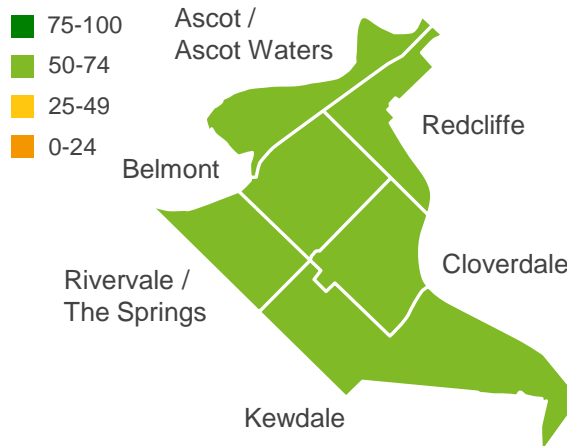 75-100
50-74
25-49
0-24
Ascot /
Ascot Waters
Redcliffe
Belmont
Cloverdale
Rivervale /
The Springs
Kewdale